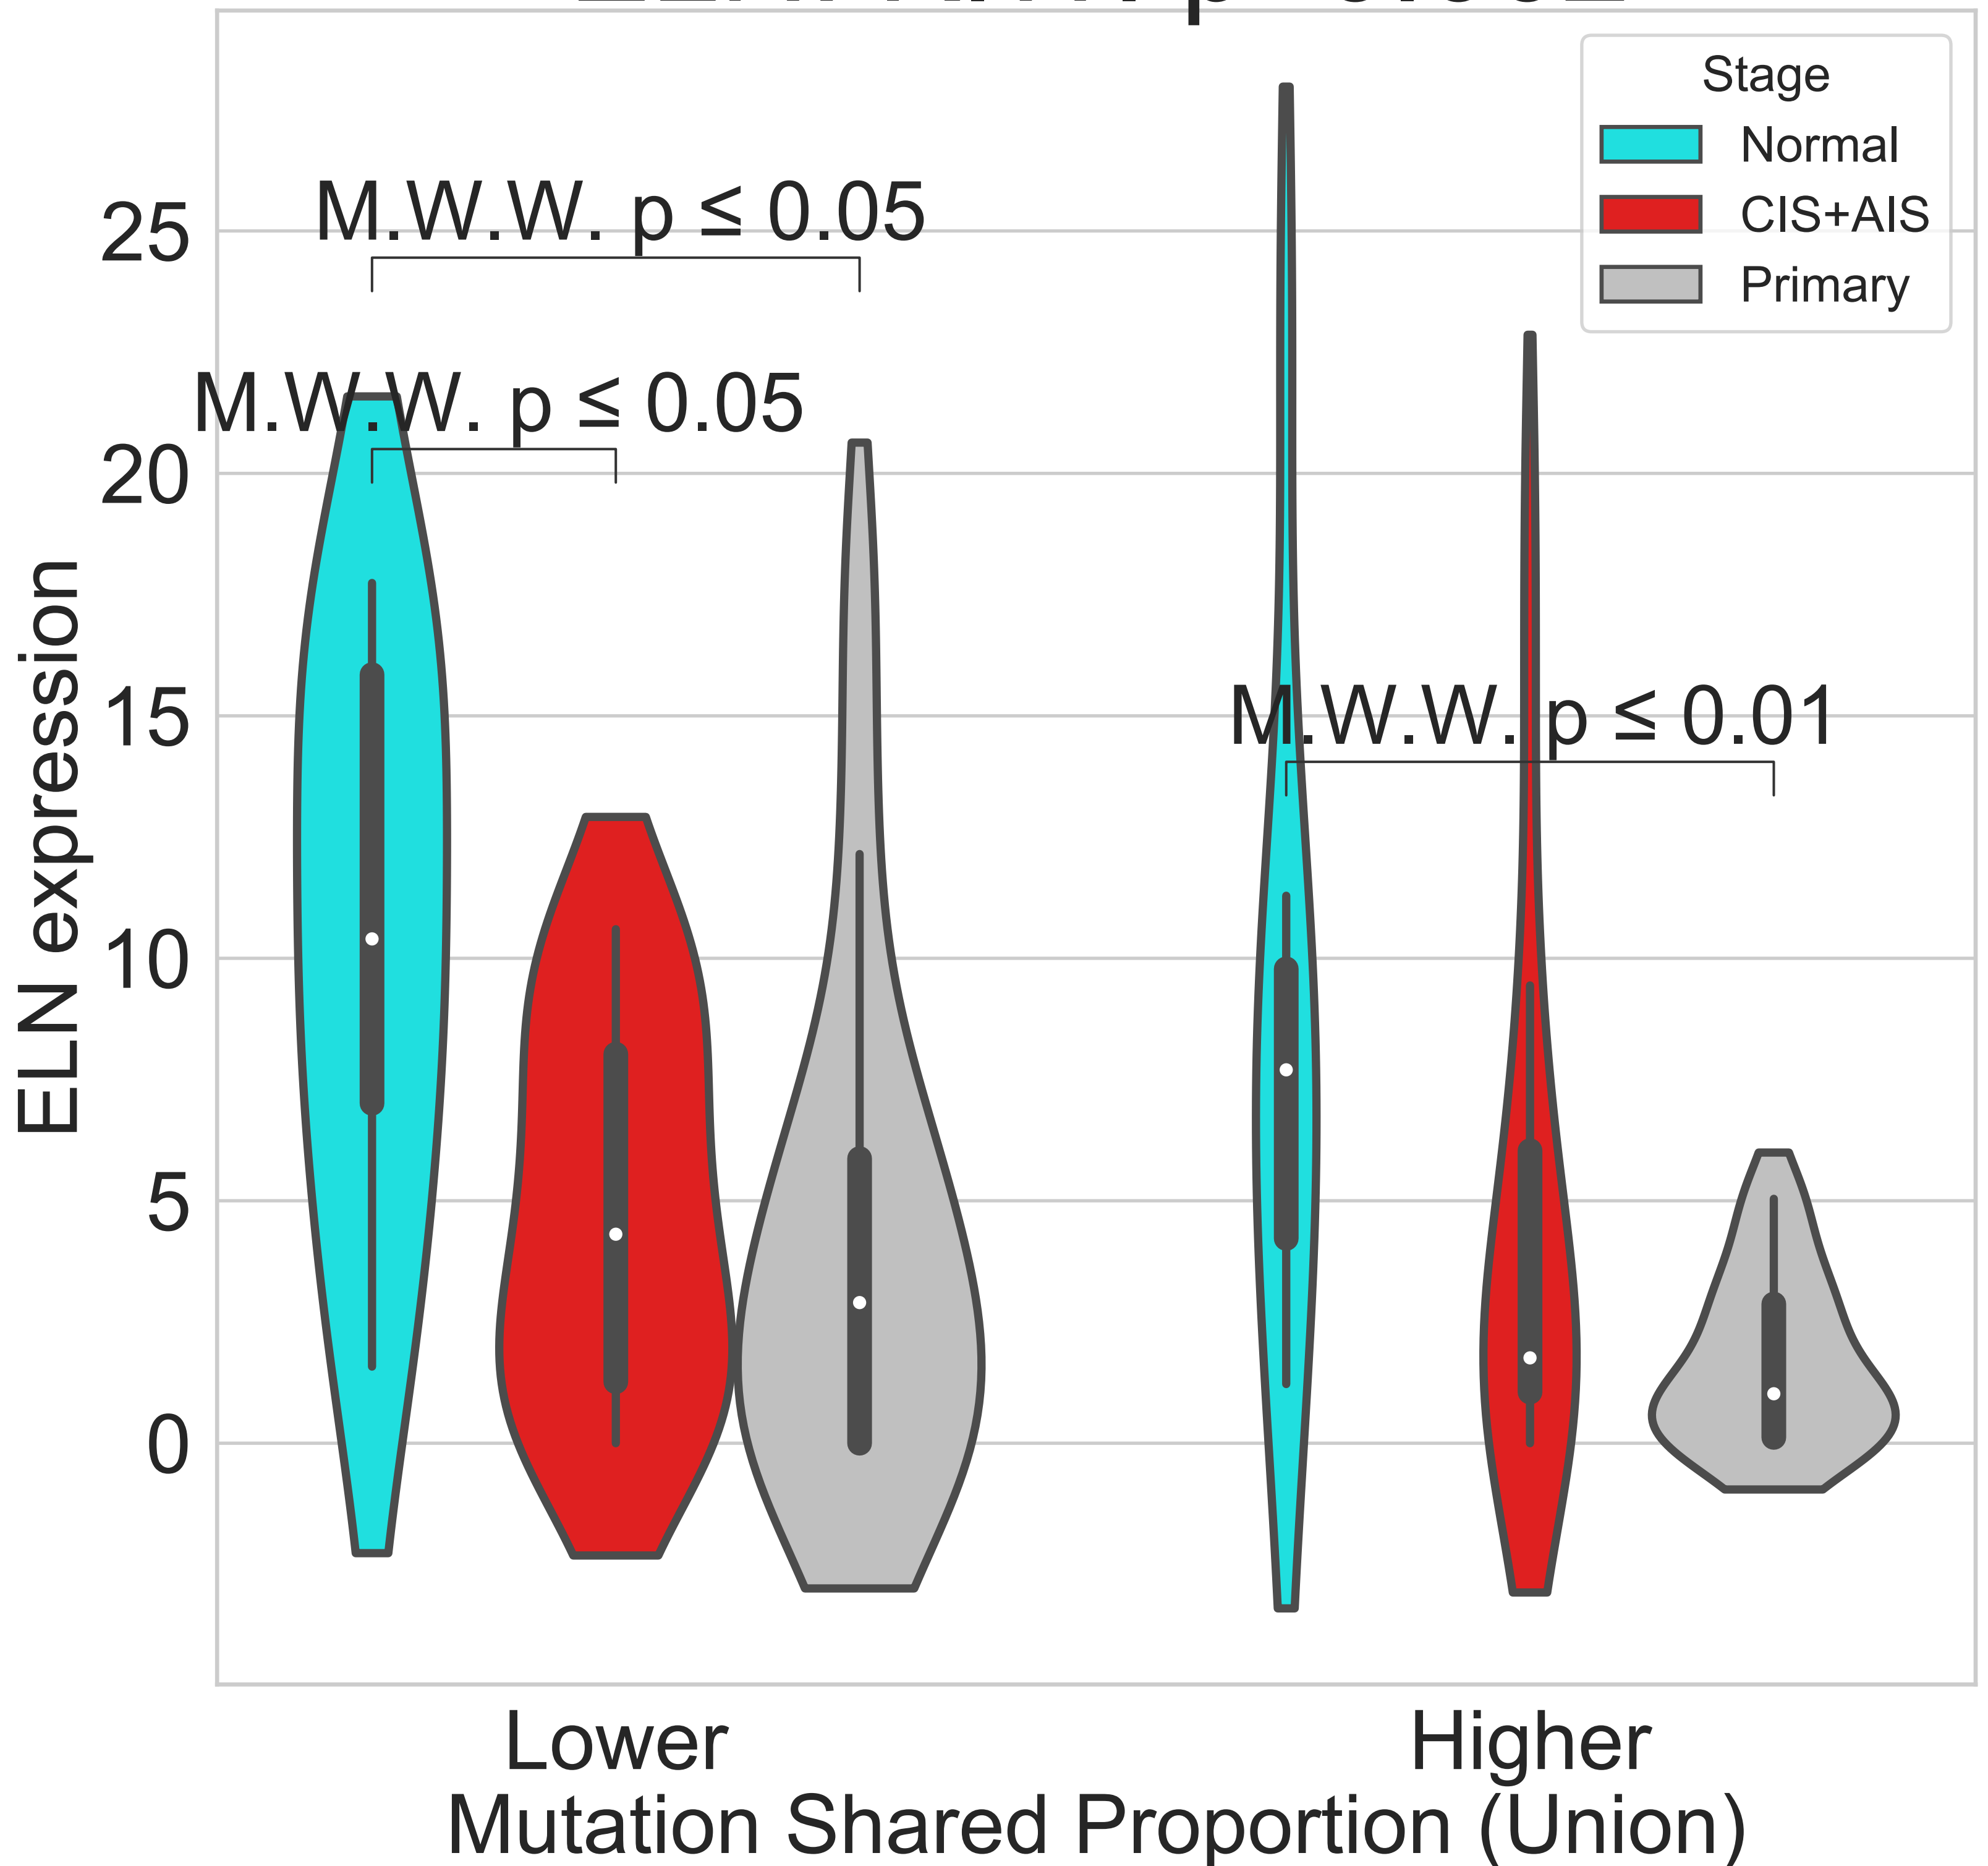 Stage
Normal
CIS+AIS
Primary
M.W.W. p ≤ 0.05
M.W.W. p ≤ 0.05
M.W.W. p ≤ 0.01
25
20
15
10
5
0
ELN expression
Lower
Higher
Mutation Shared Proportion (Union)